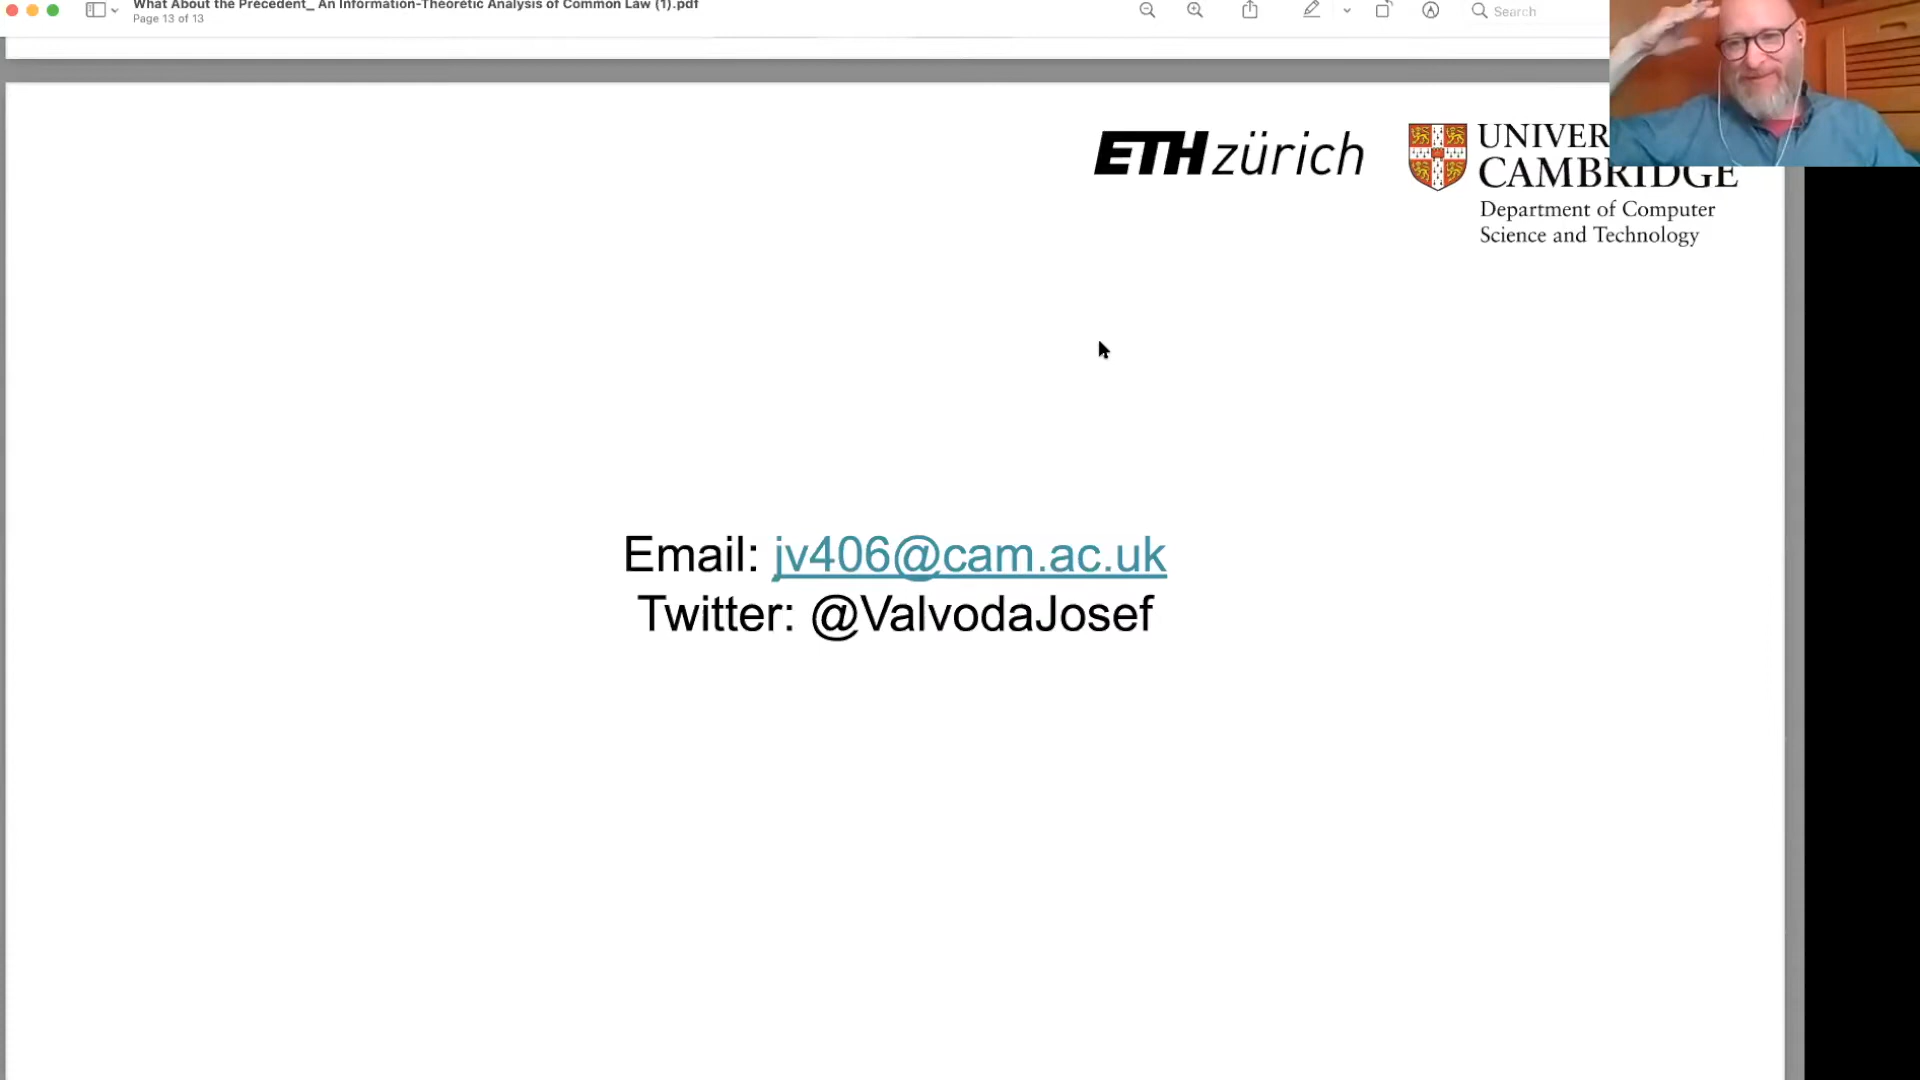 What About the Precedent_ An Information-Theoretic Analysis of Common Law (1).pdf
Page 13 of 13
Search
ETH zürich
UNIVER
CAMBRIDGE
Department of Computer
Science and Technology
Email: jv406@cam.ac.uk
Twitter: @ValvodaJosef